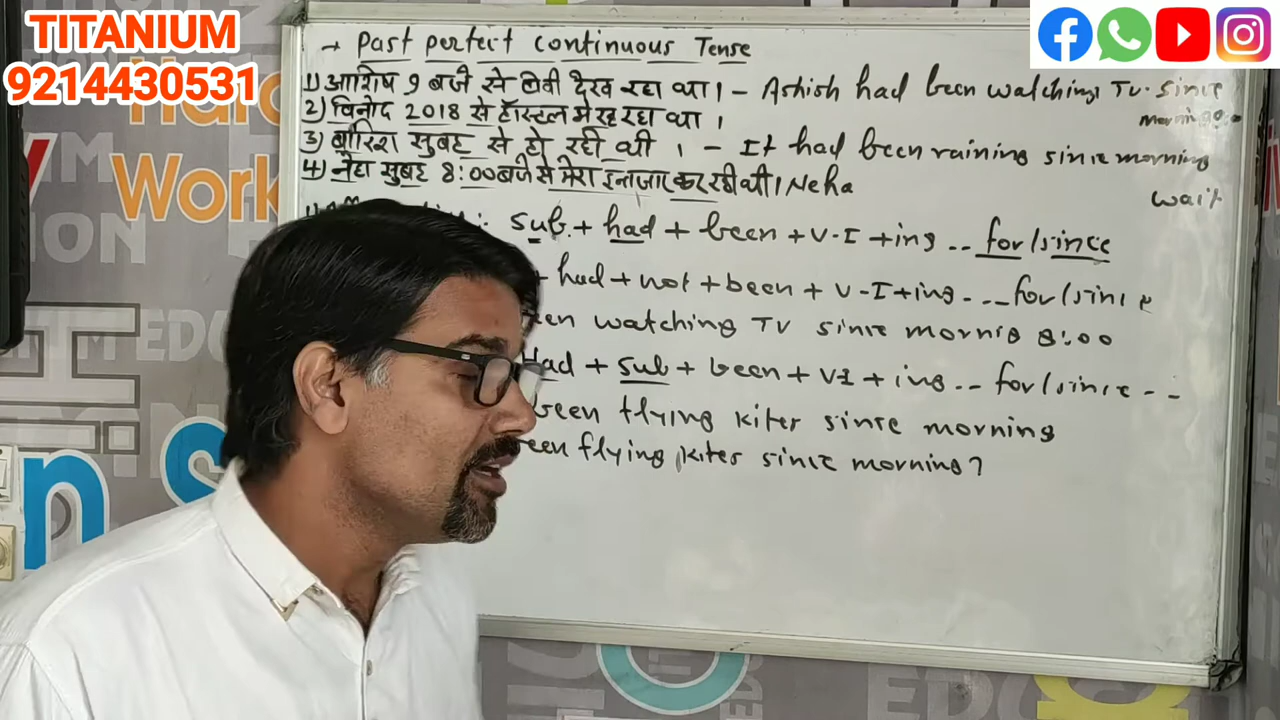 TITANIUM
9214430531
→ Past perfect continuous Tense
1) आशिष 9 बजे से टीवी देख रहा था। - Ashish had been watching Tv. since morning
2) विनोद 2018 से हॉस्टल में रह रहा था।
3) बारिश सुबह से हो रही थी। - It had been raining since morning
4) नेहा सुबह 8:00 बजे से मेरा इन्तजार कर रही थी। Neha wait
sub. + had + been + V-I + ing -- for/since
+ had + not + been + V-I + ing --- for/since
watching TV since mornig 8:00
Had + sub + been + VI + ing -- for/since --
been flying kites since morning
een flying kites since morning?
Hard
Work